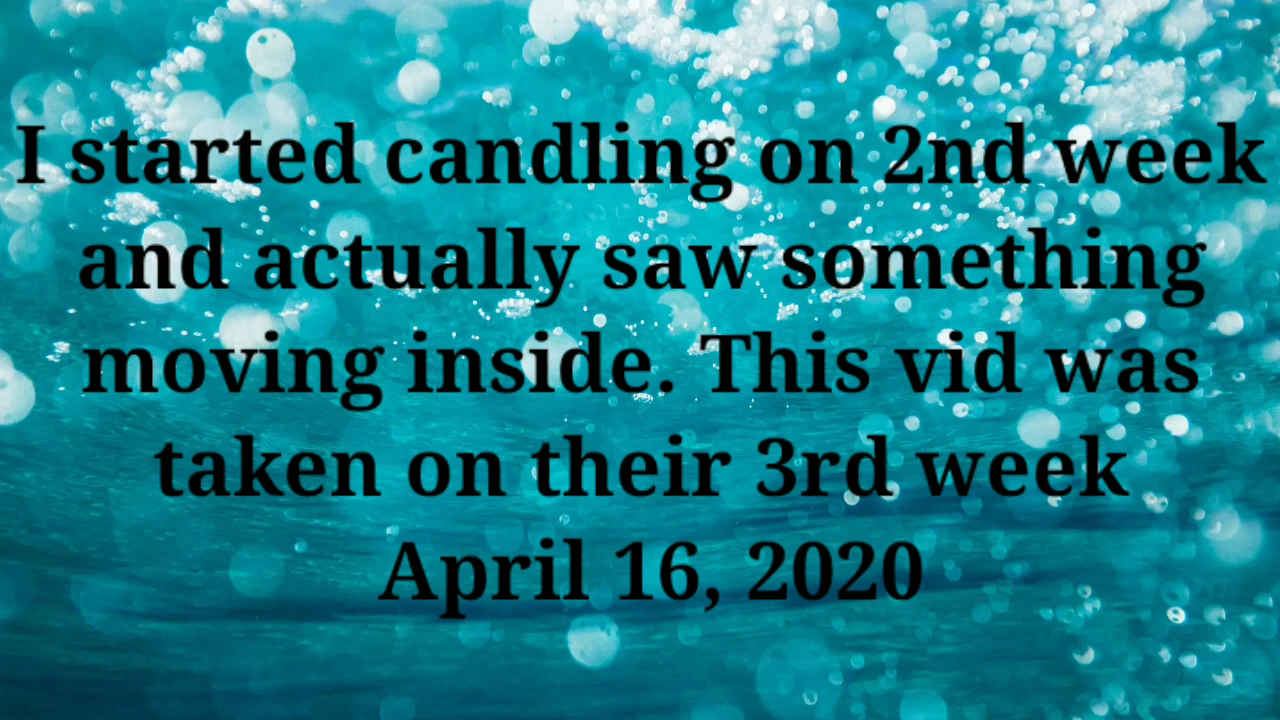 I started candling on 2nd week
and actually saw something
moving inside. This vid was
taken on their 3rd week
April 16, 2020